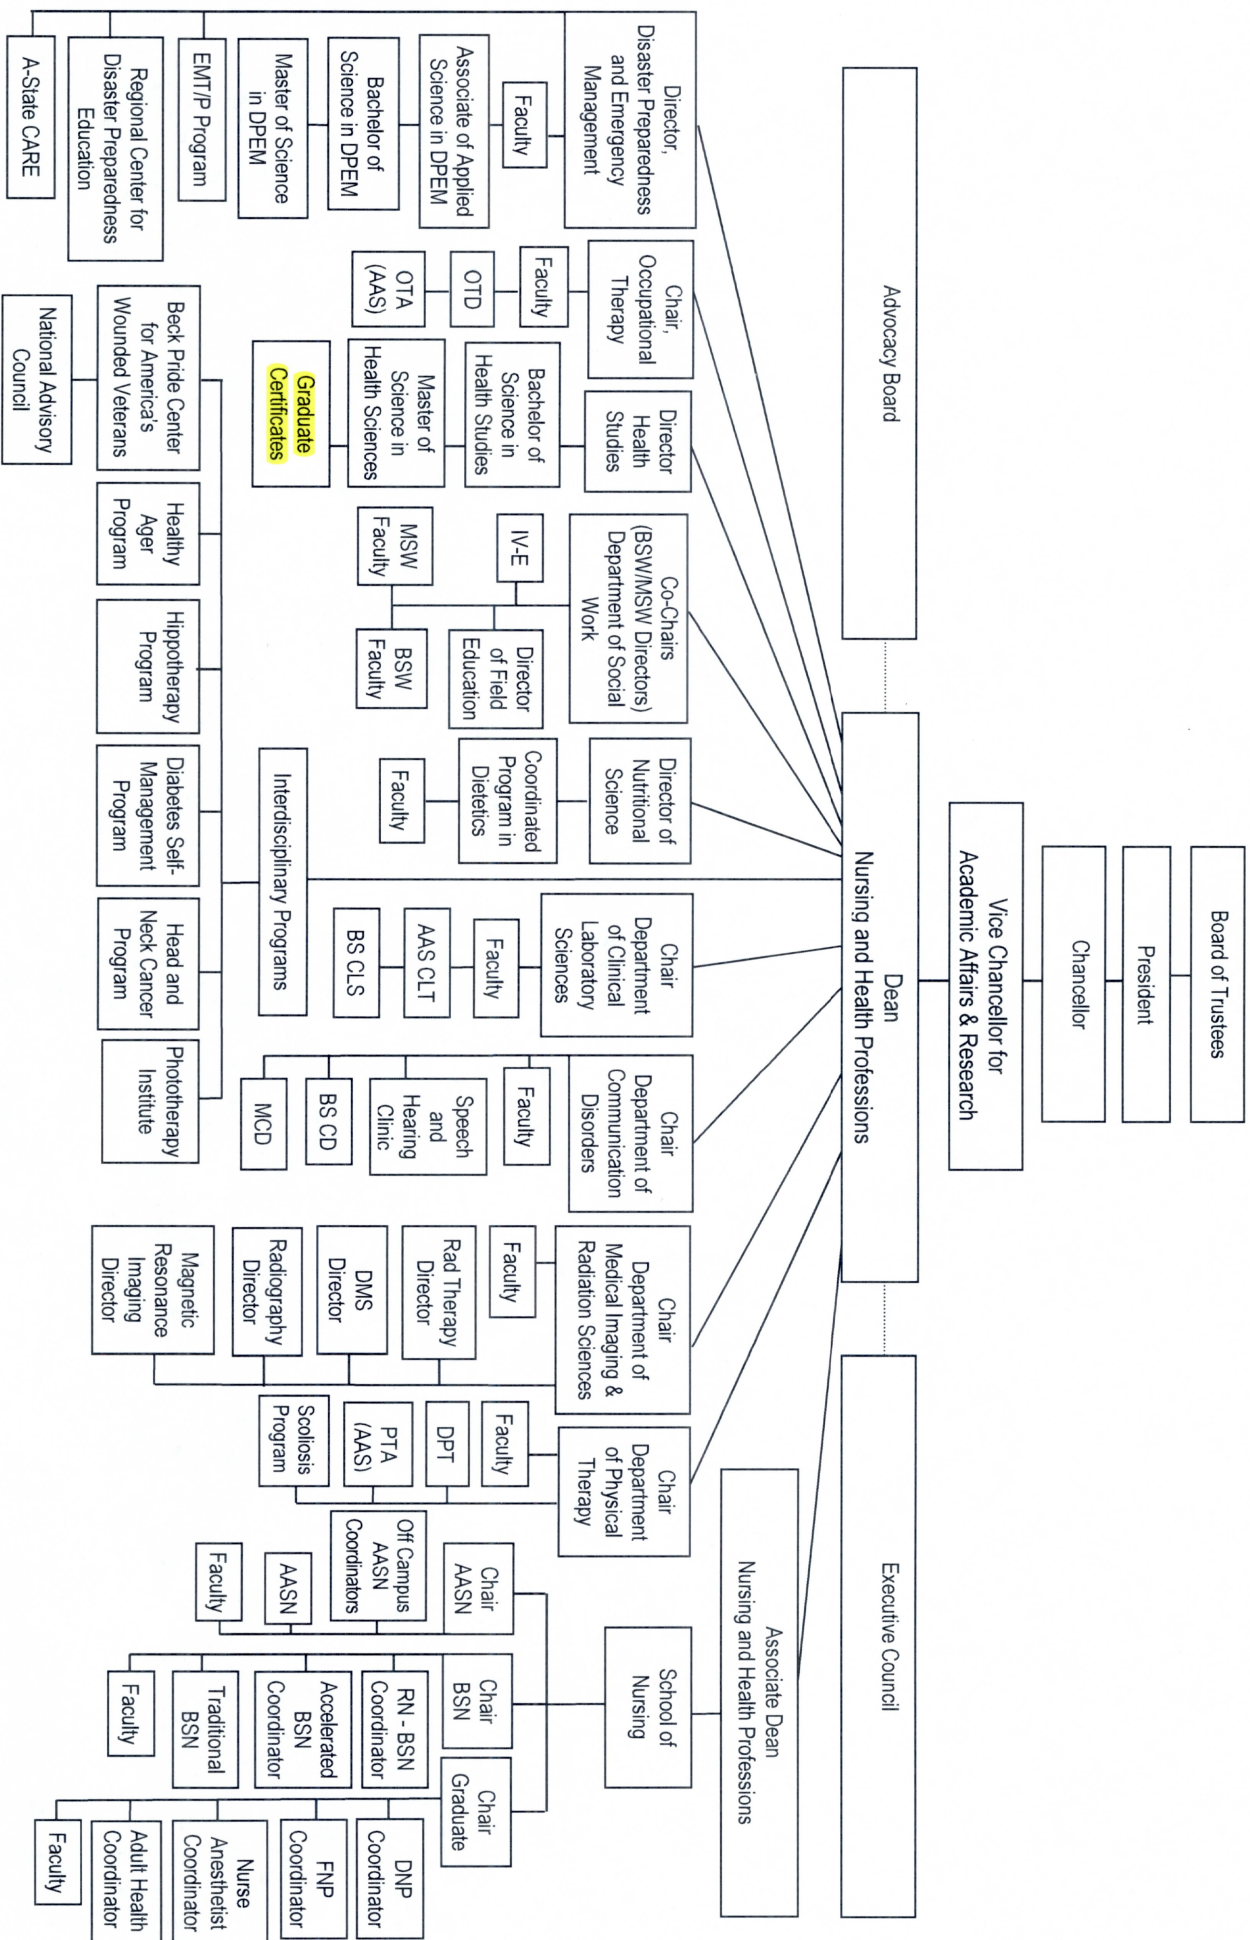 Board of Trustees
President
Chancellor
Vice Chancellor for
Academic Affairs & Research
Advocacy Board
Dean
Nursing and Health Professions
Executive Council
Associate Dean
Nursing and Health Professions
Director,
Disaster Preparedness
and Emergency
Management
Faculty
Associate of Applied
Science in DPEM
Bachelor of
Science in DPEM
Master of Science
in DPEM
EMT/P Program
Regional Center for
Disaster Preparedness
Education
A-State CARE
Chair,
Occupational
Therapy
Faculty
OTD
OTA
(AAS)
Director
Health
Studies
Bachelor of
Science in
Health Studies
Master of
Science in
Health Sciences
Graduate
Certificates
Co-Chairs
(BSW/MSW Directors)
Department of Social
Work
IV-E
Director
of Field
Education
MSW
Faculty
BSW
Faculty
Director of
Nutritional
Science
Coordinated
Program in
Dietetics
Faculty
Interdisciplinary Programs
Beck Pride Center
for America's
Wounded Veterans
National Advisory
Council
Healthy
Ager
Program
Hippotherapy
Program
Diabetes Self-
Management
Program
Head and
Neck Cancer
Program
Phototherapy
Institute
Chair
Department
of Clinical
Laboratory
Sciences
Faculty
AAS CLT
BS CLS
Chair
Department of
Communication
Disorders
Faculty
Speech
and
Hearing
Clinic
BS CD
MCD
Chair
Department of
Medical Imaging &
Radiation Sciences
Faculty
Rad Therapy
Director
DMS
Director
Radiography
Director
Magnetic
Resonance
Imaging
Director
Chair
Department
of Physical
Therapy
Faculty
DPT
PTA
(AAS)
Scoliosis
Program
School of
Nursing
Chair
AASN
Off Campus
AASN
Coordinators
AASN
Faculty
Chair
BSN
RN - BSN
Coordinator
Accelerated
BSN
Coordinator
Traditional
BSN
Faculty
Chair
Graduate
DNP
Coordinator
FNP
Coordinator
Nurse
Anesthetist
Coordinator
Adult Health
Coordinator
Faculty